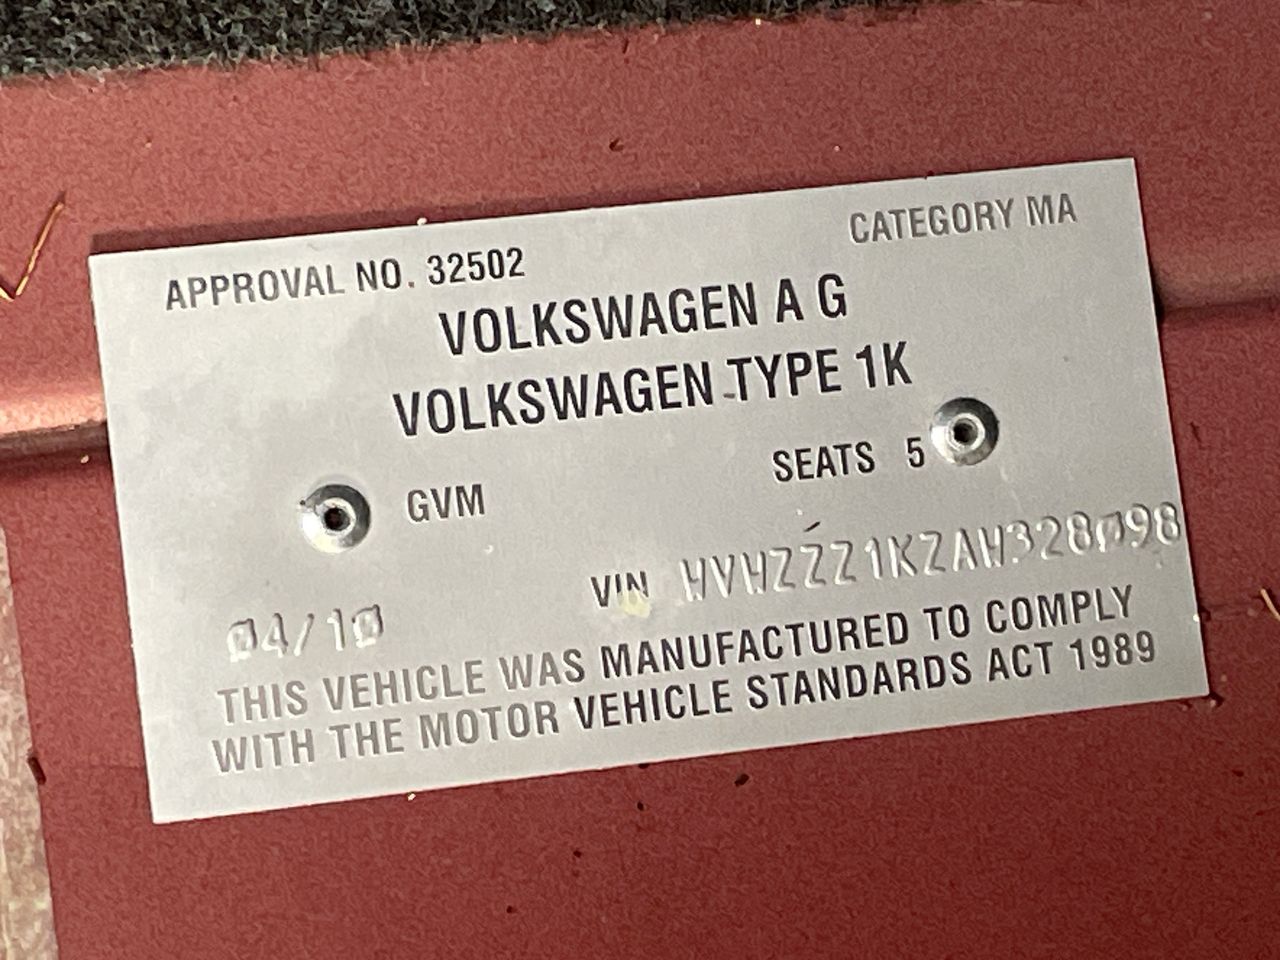 APPROVAL NO. 32502
CATEGORY MA
VOLKSWAGEN A G
VOLKSWAGEN TYPE 1K
SEATS 5
GVM
VIN WVWZZZ1KZAW328098
04/10
THIS VEHICLE WAS MANUFACTURED TO COMPLY
WITH THE MOTOR VEHICLE STANDARDS ACT 1989